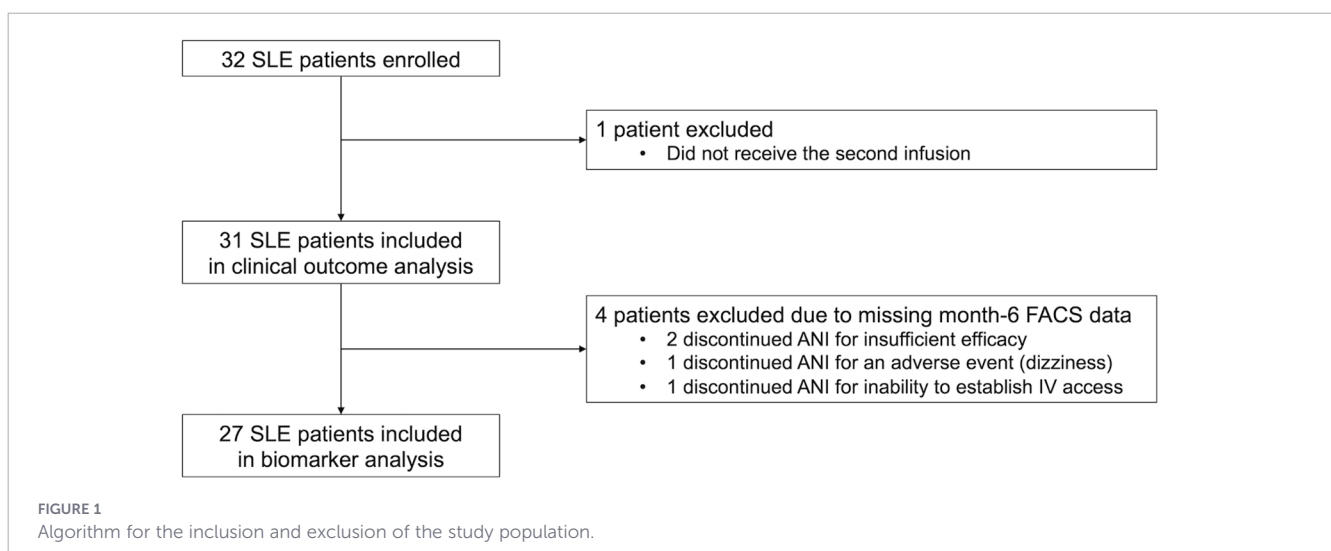 32 SLE patients enrolled
1 patient excluded
• Did not receive the second infusion
31 SLE patients included
in clinical outcome analysis
4 patients excluded due to missing month-6 FACS data
• 2 discontinued ANI for insufficient efficacy
• 1 discontinued ANI for an adverse event (dizziness)
• 1 discontinued ANI for inability to establish IV access
27 SLE patients included
in biomarker analysis
FIGURE 1
Algorithm for the inclusion and exclusion of the study population.